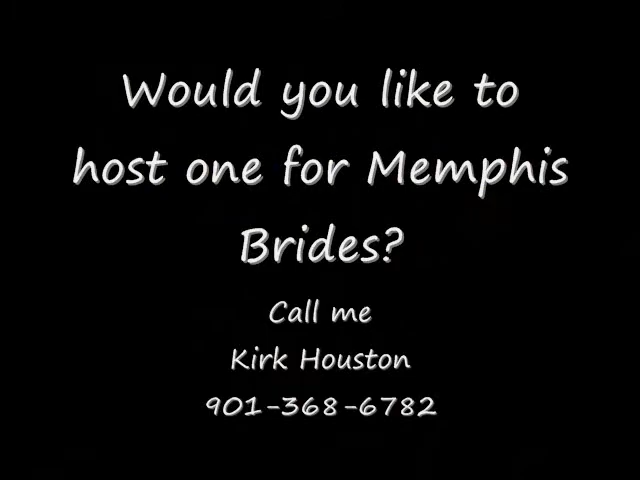 Would you like to
host one for Memphis
Brides?
Call me
Kirk Houston
901-368-6782